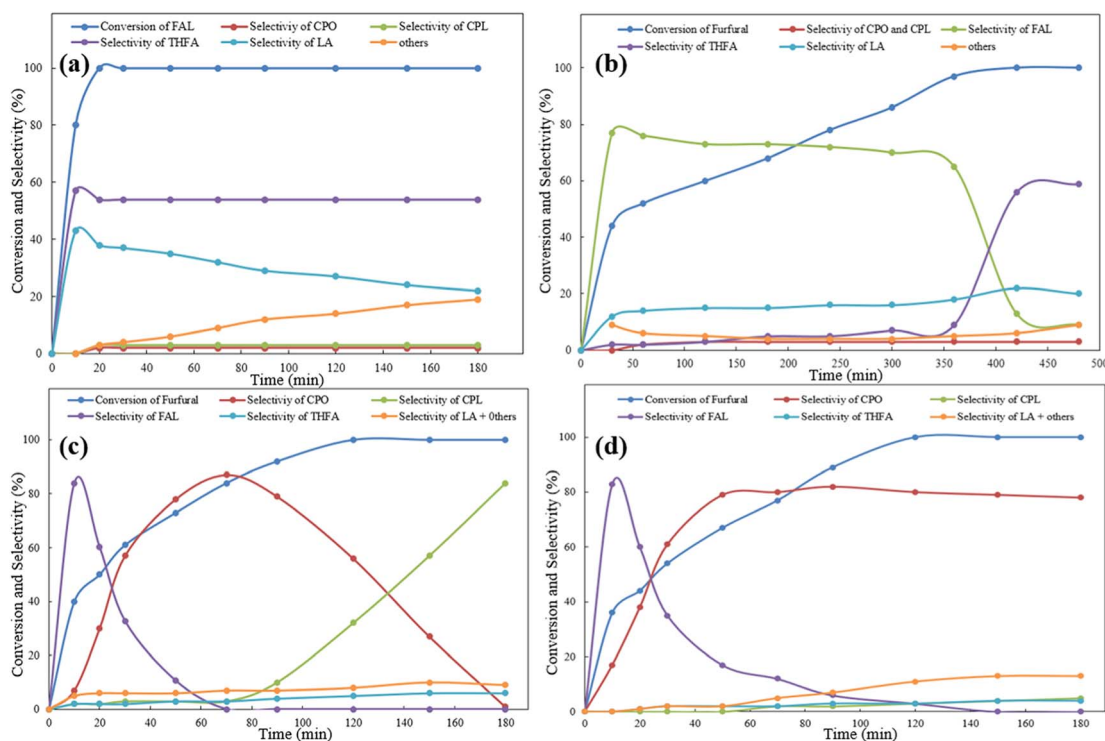 Conversion of FAL Selectiviy of CPO Selectiviy of CPL
Selectivity of THFA Selectivity of LA others
(a)
Conversion and Selectivity (%)
100
80
60
40
20
0
0 20 40 60 80 100 120 140 160 180
Time (min)
Conversion of Furfural Selectiviy of CPO and CPL Selectivity of FAL
Selectivity of THFA Selectivity of LA others
(b)
Conversion and Selectivity (%)
100
80
60
40
20
0
0 50 100 150 200 250 300 350 400 450 500
Time (min)
Conversion of Furfural Selectiviy of CPO Selectivity of CPL
Selectivity of FAL Selectivity of THFA Selectivity of LA + 0thers
(c)
Conversion and Selectivity (%)
100
80
60
40
20
0
0 20 40 60 80 100 120 140 160 180
Time (min)
Conversion of Furfural Selectiviy of CPO Selectivity of CPL
Selectivity of FAL Selectivity of THFA Selectivity of LA + others
(d)
Conversion and Selectivity (%)
100
80
60
40
20
0
0 20 40 60 80 100 120 140 160 180
Time (min)